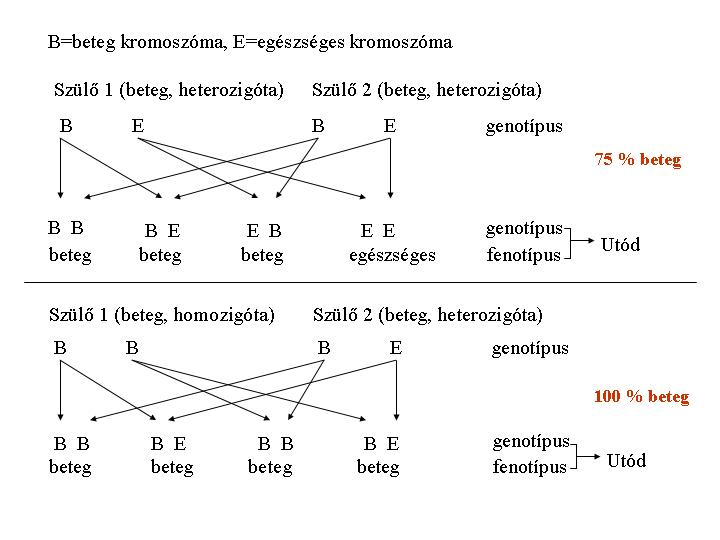 B=beteg kromoszóma, E=egészséges kromoszóma
Szülő 1 (beteg, heterozigóta) Szülő 2 (beteg, heterozigóta)
B E B E genotípus
75 % beteg
B B B E E B E E genotípus
beteg beteg beteg egészséges fenotípus
Utód
Szülő 1 (beteg, homozigóta) Szülő 2 (beteg, heterozigóta)
B B B E genotípus
100 % beteg
B B B E B B B E genotípus
beteg beteg beteg beteg fenotípus
Utód